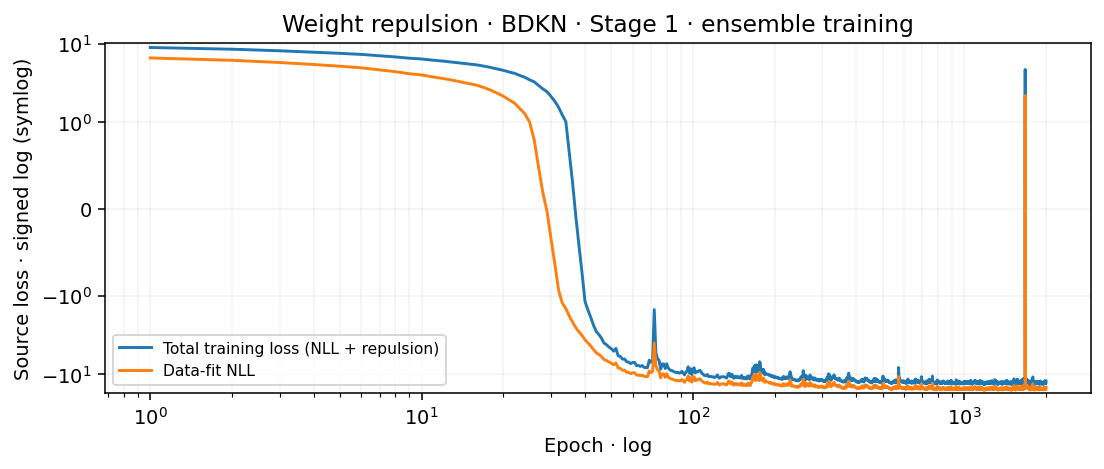 Weight repulsion · BDKN · Stage 1 · ensemble training
Source loss · signed log (symlog)
10¹
10⁰
0
−10⁰
−10¹
Total training loss (NLL + repulsion)
Data-fit NLL
10⁰ 10¹ 10² 10³
Epoch · log